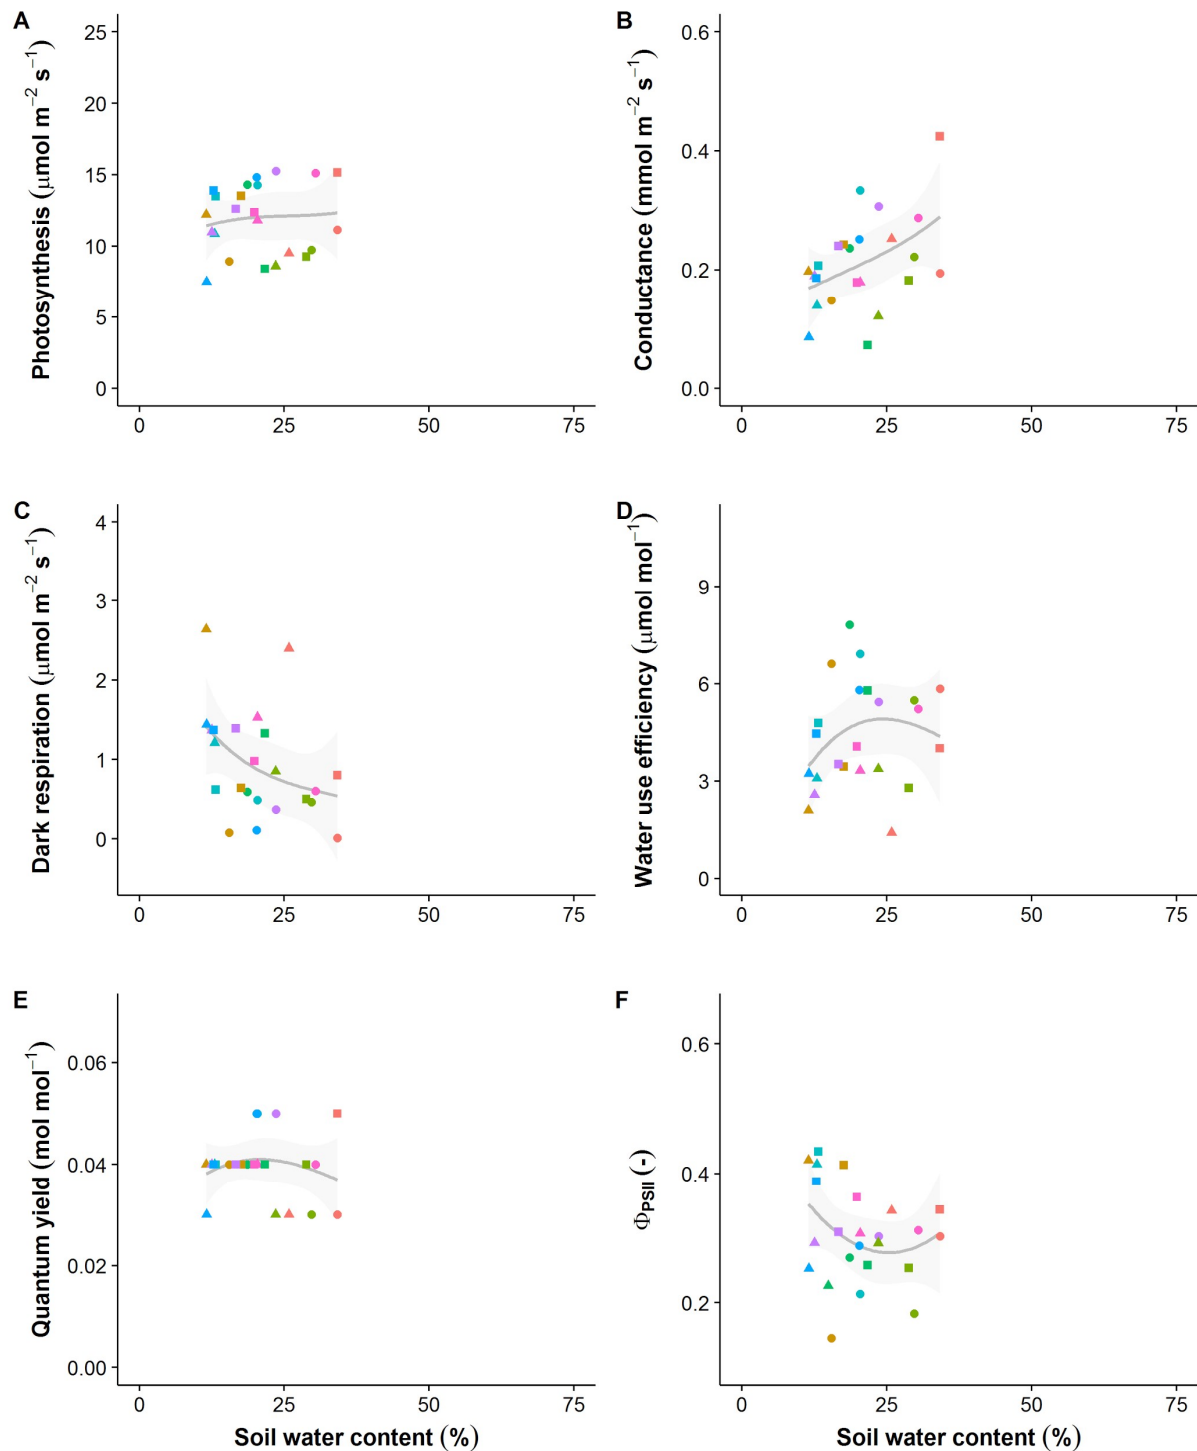 A
Photosynthesis (μmol m⁻² s⁻¹)
25
20
15
10
5
0
0 25 50 75
B
Conductance (mmol m⁻² s⁻¹)
0.6
0.4
0.2
0.0
0 25 50 75
C
Dark respiration (μmol m⁻² s⁻¹)
4
3
2
1
0
0 25 50 75
D
Water use efficiency (μmol mol⁻¹)
9
6
3
0
0 25 50 75
E
Quantum yield (mol mol⁻¹)
0.06
0.04
0.02
0.00
0 25 50 75
Soil water content (%)
F
ΦPSII (-)
0.6
0.4
0.2
0 25 50 75
Soil water content (%)